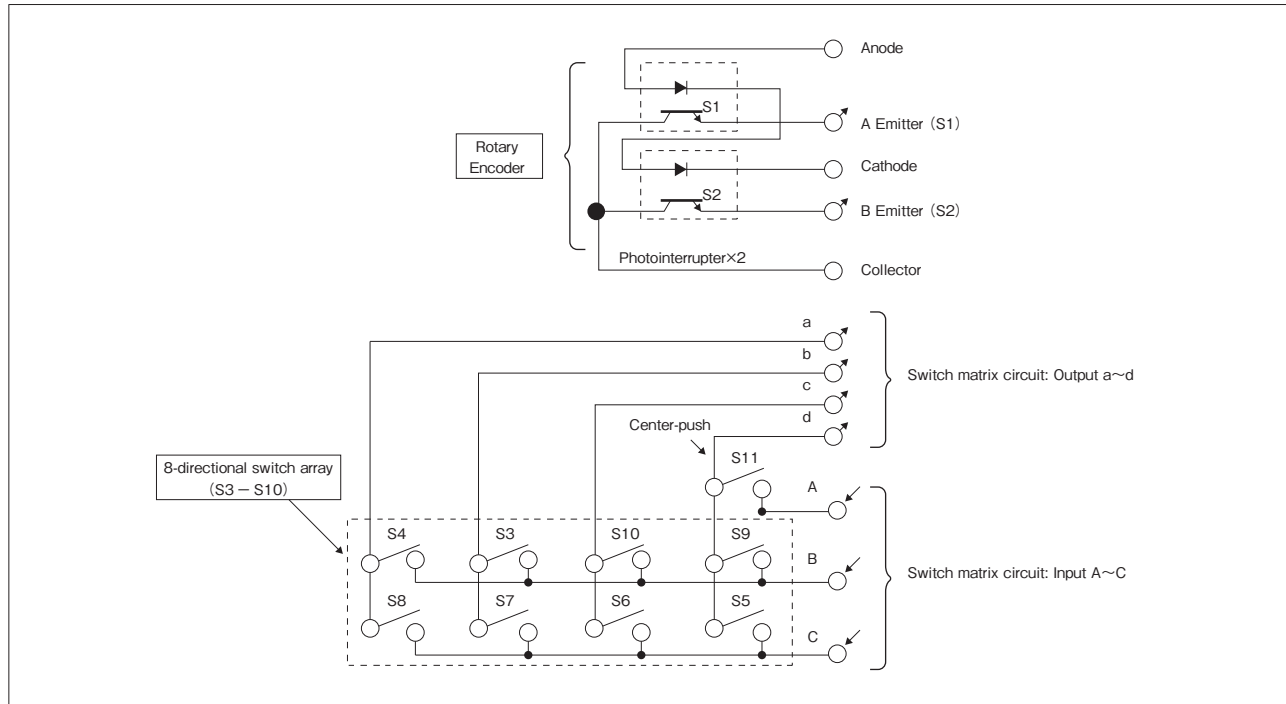 Anode
S1
A Emitter (S1)
Rotary
Encoder
Cathode
S2
B Emitter (S2)
Photointerrupter×2
Collector
a
b
Switch matrix circuit: Output a~d
c
Center-push
d
S11
8-directional switch array
(S3 – S10)
A
S4
S3
S10
S9
B
Switch matrix circuit: Input A~C
S8
S7
S6
S5
C